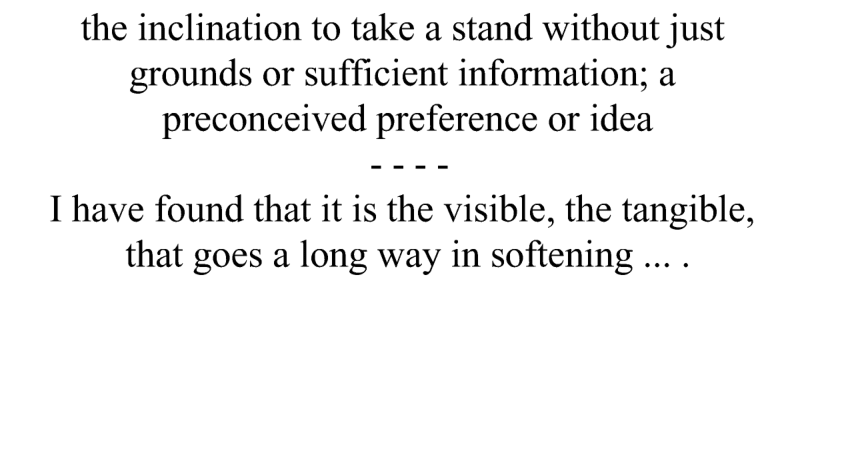 the inclination to take a stand without just
grounds or sufficient information; a
preconceived preference or idea
- - - -
I have found that it is the visible, the tangible,
that goes a long way in softening ... .